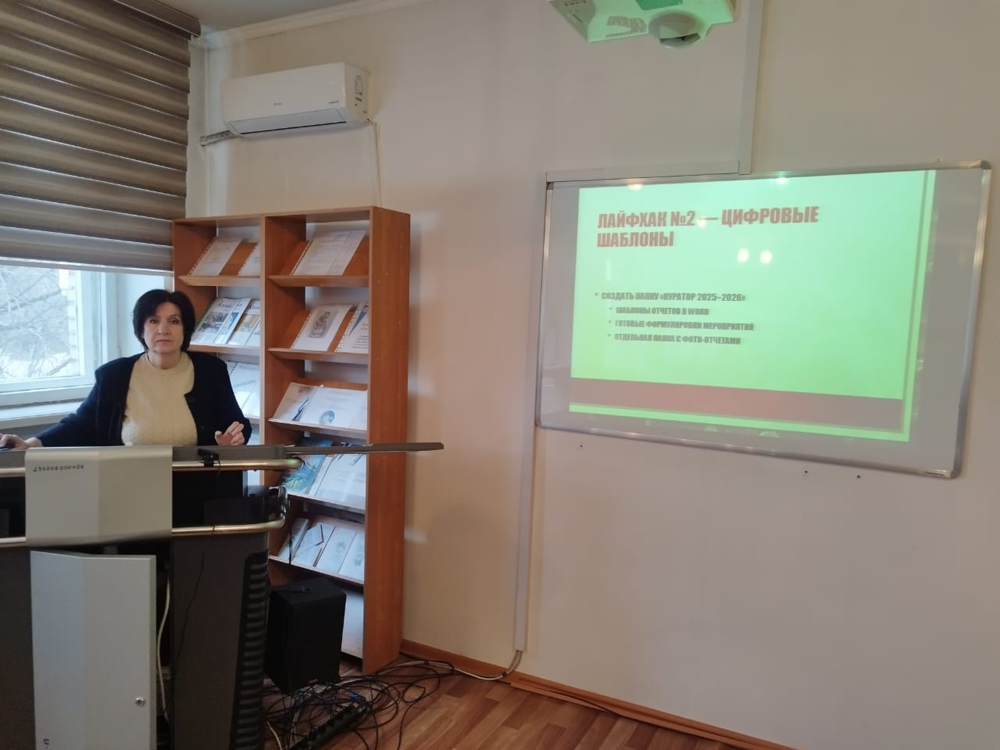 ЛАЙФХАК №2 — ЦИФРОВЫЕ
ШАБЛОНЫ
• СОЗДАТЬ ПАПКУ «КУРАТОР 2025–2026»
• ШАБЛОНЫ ОТЧЕТОВ В WORD
• ГОТОВЫЕ ФОРМУЛИРОВКИ МЕРОПРИЯТИЙ
• ОТДЕЛЬНАЯ ПАПКА С ФОТО-ОТЧЕТАМИ